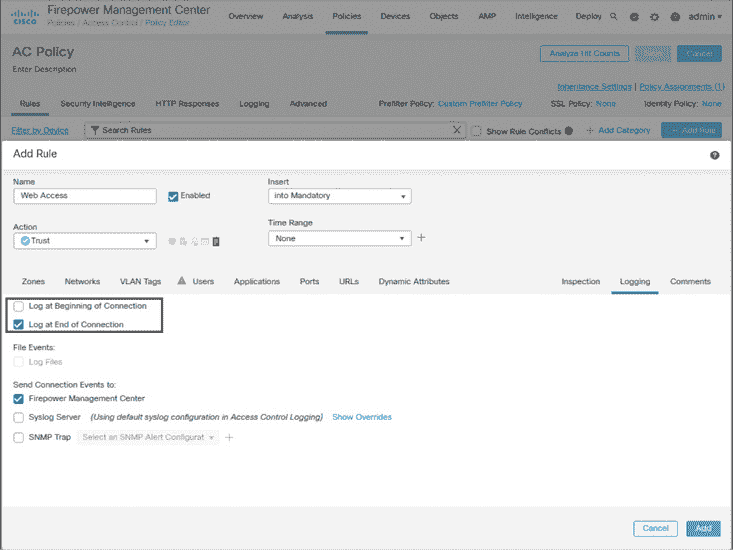 Firepower Management Center
Policies / Access Control / Policy Editor
Overview Analysis Policies Devices Objects AMP Intelligence Deploy admin
CISCO
AC Policy
Enter Description
Analyze Hit Counts Cancel
Inheritance Settings | Policy Assignments (1)
Rules Security Intelligence HTTP Responses Logging Advanced Prefilter Policy: Custom Prefilter Policy SSL Policy: None Identity Policy: None
Filter by Device Search Rules Show Rule Conflicts + Add Category + Add Rule
Add Rule
Name Insert
Web Access Enabled into Mandatory
Action Time Range
Trust None
Zones Networks VLAN Tags Users Applications Ports URLs Dynamic Attributes Inspection Logging Comments
Log at Beginning of Connection
Log at End of Connection
File Events:
Log Files
Send Connection Events to:
Firepower Management Center
Syslog Server (Using default syslog configuration in Access Control Logging) Show Overrides
SNMP Trap Select an SNMP Alert Configurat
Cancel Add